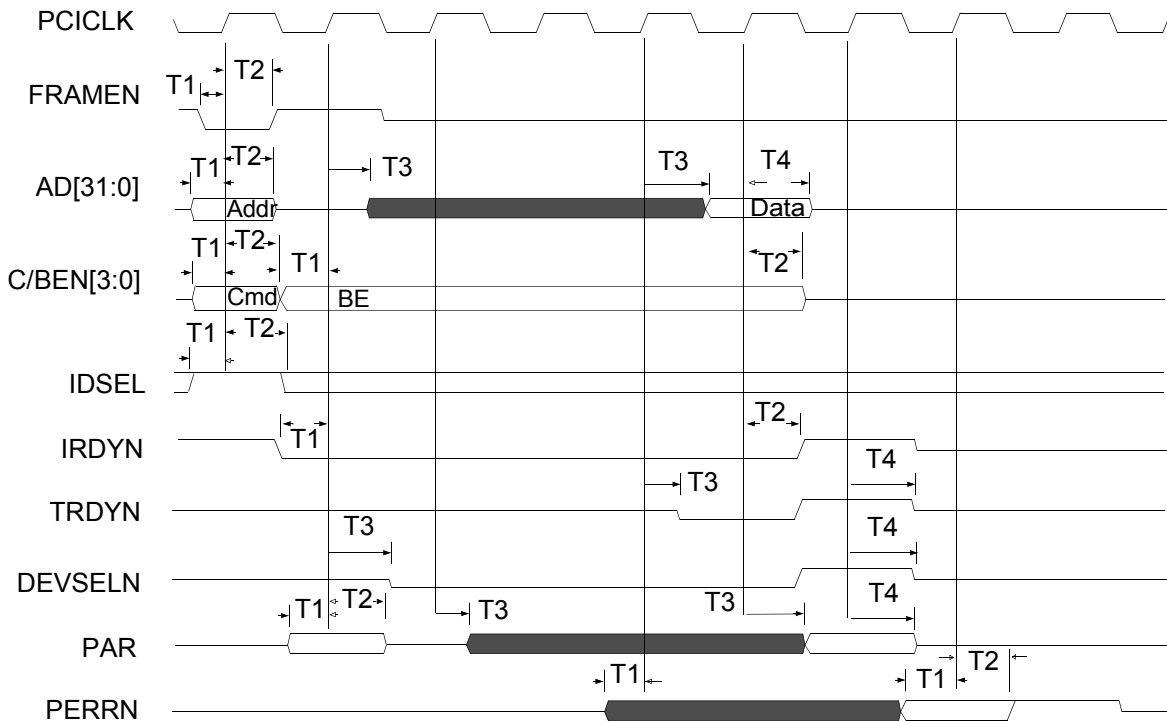 PCICLK
T1 T2
FRAMEN
T1 T2 T3 T3 T4
AD[31:0]
Addr Data
T1 T2 T1 T2
C/BEN[3:0]
Cmd BE
T1 T2
IDSEL
T2
T1
IRDYN
T4
T3
TRDYN
T3 T4
DEVSELN
T1 T2 T3 T3 T4
PAR
T1 T1 T2
PERRN